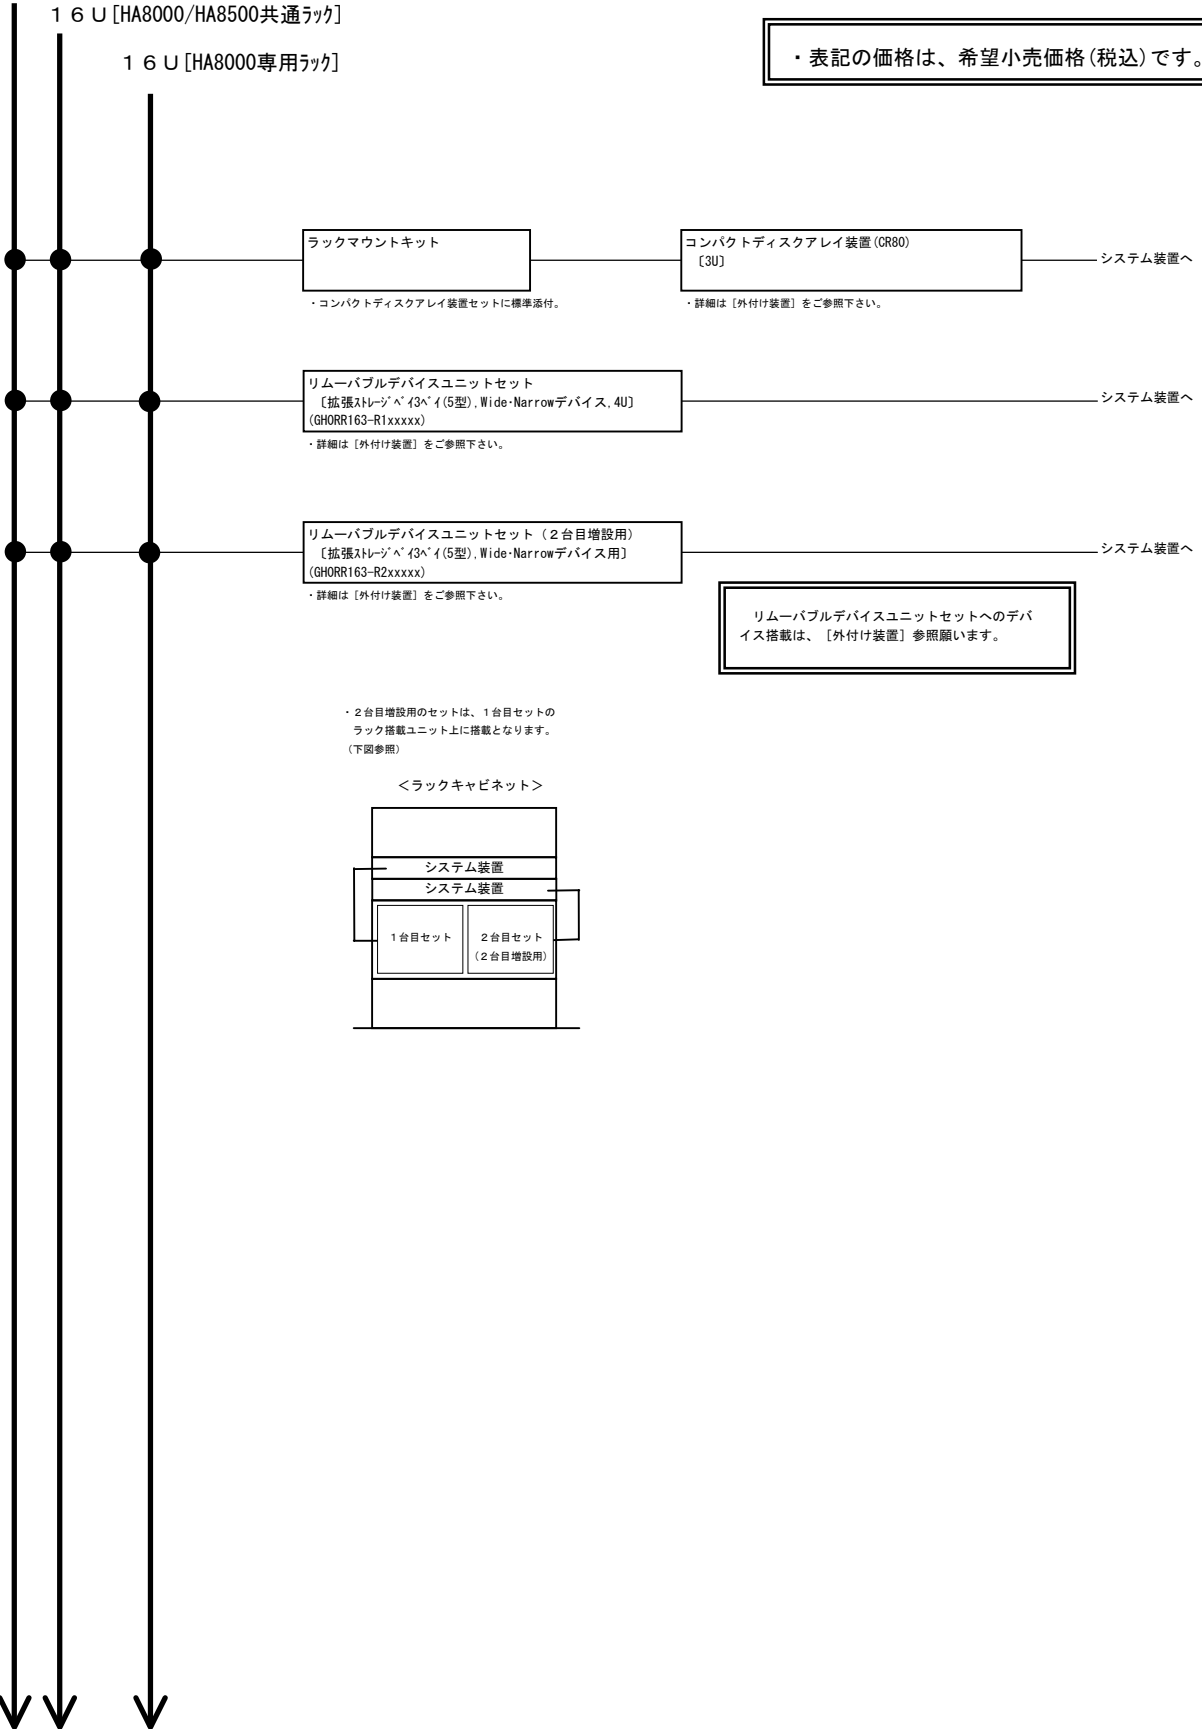 １６Ｕ[HA8000/HA8500共通ﾗｯｸ]
１６Ｕ[HA8000専用ﾗｯｸ]
・表記の価格は、希望小売価格(税込)です。
ラックマウントキット
・コンパクトディスクアレイ装置セットに標準添付。
コンパクトディスクアレイ装置(CR80)
〔3U〕
・詳細は［外付け装置］をご参照下さい。
システム装置へ
リムーバブルデバイスユニットセット
〔拡張ｽﾄﾚｰｼﾞﾍﾞｲ3ﾍﾞｲ(5型),Wide･Narrowデバイス,4U〕
(GHORR163-R1xxxxx)
・詳細は［外付け装置］をご参照下さい。
システム装置へ
リムーバブルデバイスユニットセット（２台目増設用）
〔拡張ｽﾄﾚｰｼﾞﾍﾞｲ3ﾍﾞｲ(5型),Wide･Narrowデバイス用〕
(GHORR163-R2xxxxx)
・詳細は［外付け装置］をご参照下さい。
システム装置へ
リムーバブルデバイスユニットセットへのデバ
イス搭載は、［外付け装置］参照願います。
・２台目増設用のセットは、１台目セットの
ラック搭載ユニット上に搭載となります。
（下図参照）
＜ラックキャビネット＞
システム装置
システム装置
１台目セット
２台目セット
（２台目増設用）